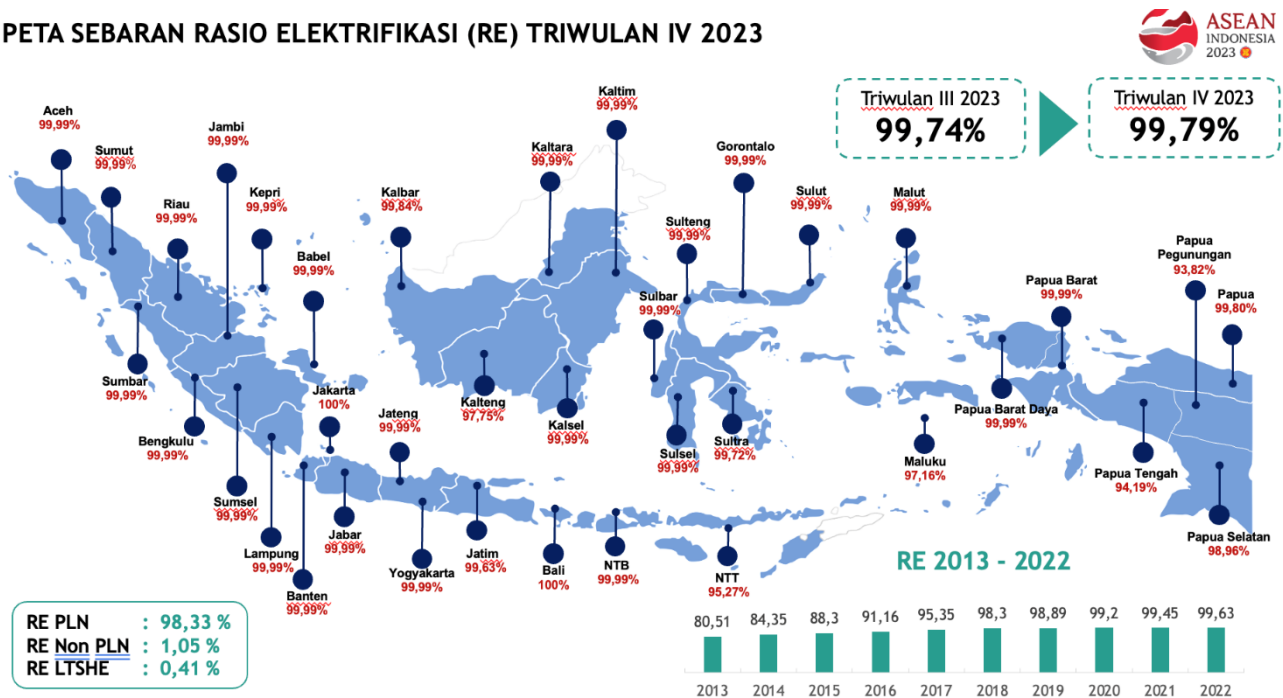 PETA SEBARAN RASIO ELEKTRIFIKASI (RE) TRIWULAN IV 2023
ASEAN
INDONESIA
2023
Triwulan III 2023
99,74%
Triwulan IV 2023
99,79%
Aceh
99,99%
Sumut
99,99%
Jambi
99,99%
Riau
99,99%
Kepri
99,99%
Babel
99,99%
Kalbar
99,84%
Kaltara
99,99%
Kaltim
99,99%
Gorontalo
99,99%
Sulteng
99,99%
Sulut
99,99%
Malut
99,99%
Sulbar
99,99%
Papua Barat
99,99%
Papua
Pegunungan
93,82%
Papua
99,80%
Sumbar
99,99%
Bengkulu
99,99%
Sumsel
99,99%
Lampung
99,99%
Banten
99,99%
Jakarta
100%
Jabar
99,99%
Jateng
99,99%
Yogyakarta
99,99%
Jatim
99,63%
Bali
100%
NTB
99,99%
NTT
95,27%
Kalteng
97,75%
Kalsel
99,99%
Sulsel
99,99%
Sultra
99,72%
Maluku
97,16%
Papua Barat Daya
99,99%
Papua Tengah
94,19%
Papua Selatan
98,96%
RE PLN : 98,33 %
RE Non PLN : 1,05 %
RE LTSHE : 0,41 %
RE 2013 - 2022
80,51 84,35 88,3 91,16 95,35 98,3 98,89 99,2 99,45 99,63
2013 2014 2015 2016 2017 2018 2019 2020 2021 2022